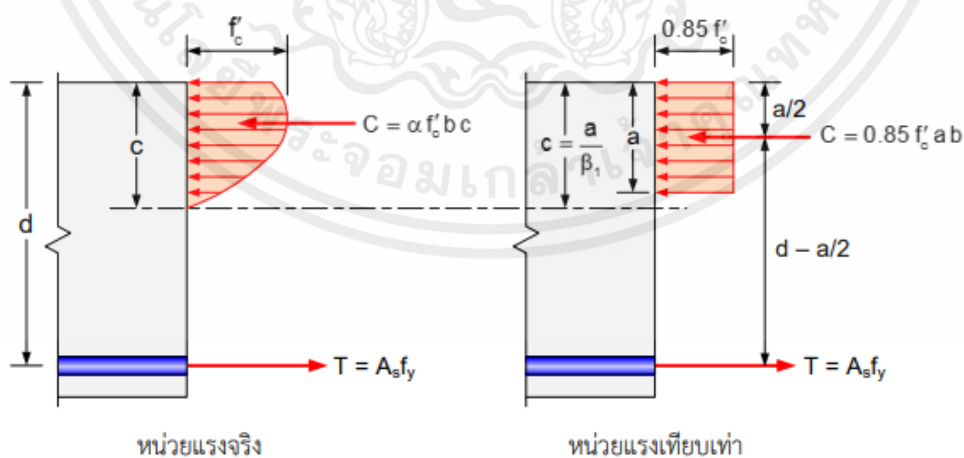 f′c
0.85 f′c
a/2
C = α f′c b c
c
c = a/β1
a
C = 0.85 f′c a b
d
d – a/2
T = Asfy
T = Asfy
หน่วยแรงจริง
หน่วยแรงเทียบเท่า